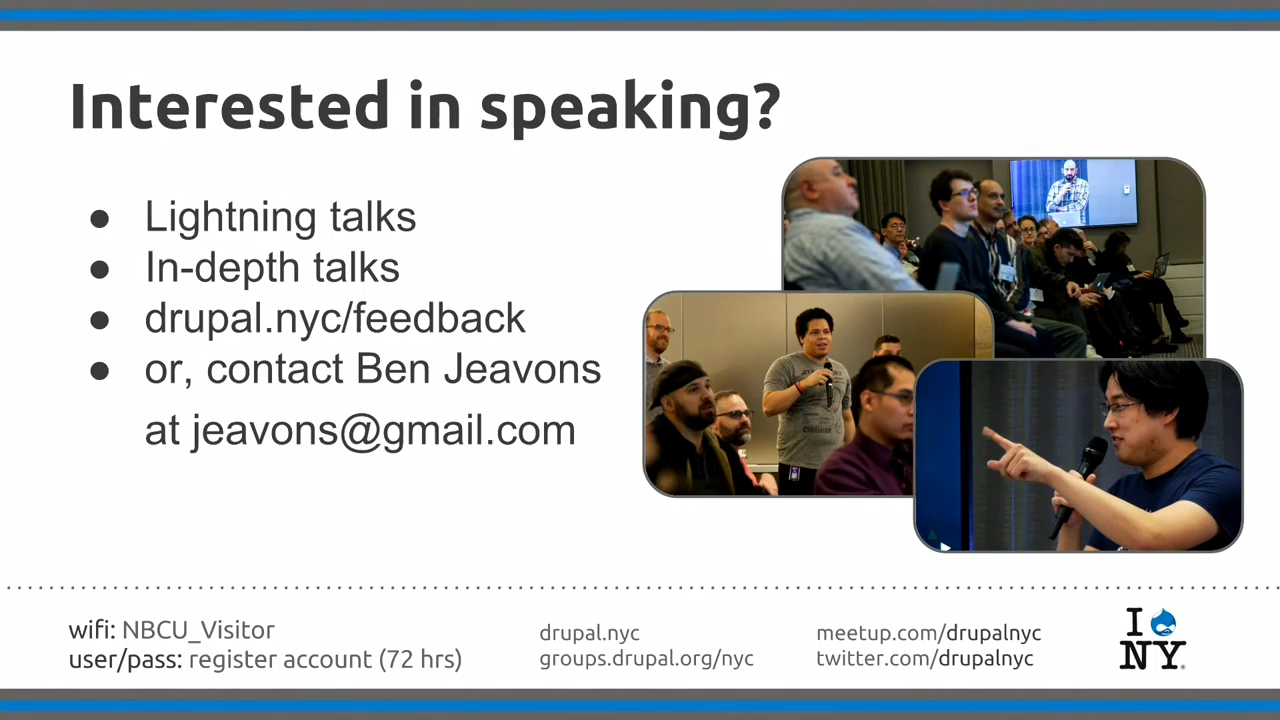 Interested in speaking?
● Lightning talks
● In-depth talks
● drupal.nyc/feedback
● or, contact Ben Jeavons
at jeavons@gmail.com
wifi: NBCU_Visitor
user/pass: register account (72 hrs)
drupal.nyc
groups.drupal.org/nyc
meetup.com/drupalnyc
twitter.com/drupalnyc
I
NY®